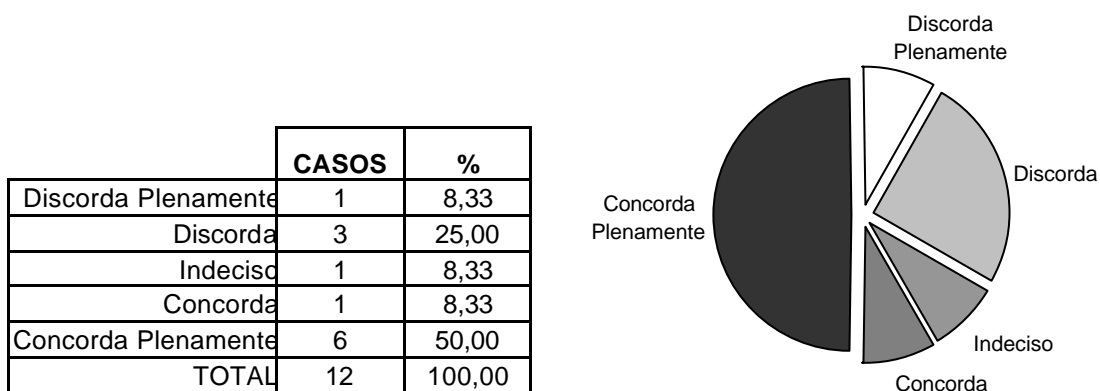 CASOS %
Discorda Plenamente 1 8,33
Discorda 3 25,00
Indeciso 1 8,33
Concorda 1 8,33
Concorda Plenamente 6 50,00
TOTAL 12 100,00
Discorda
Plenamente
Discorda
Indeciso
Concorda
Concorda
Plenamente